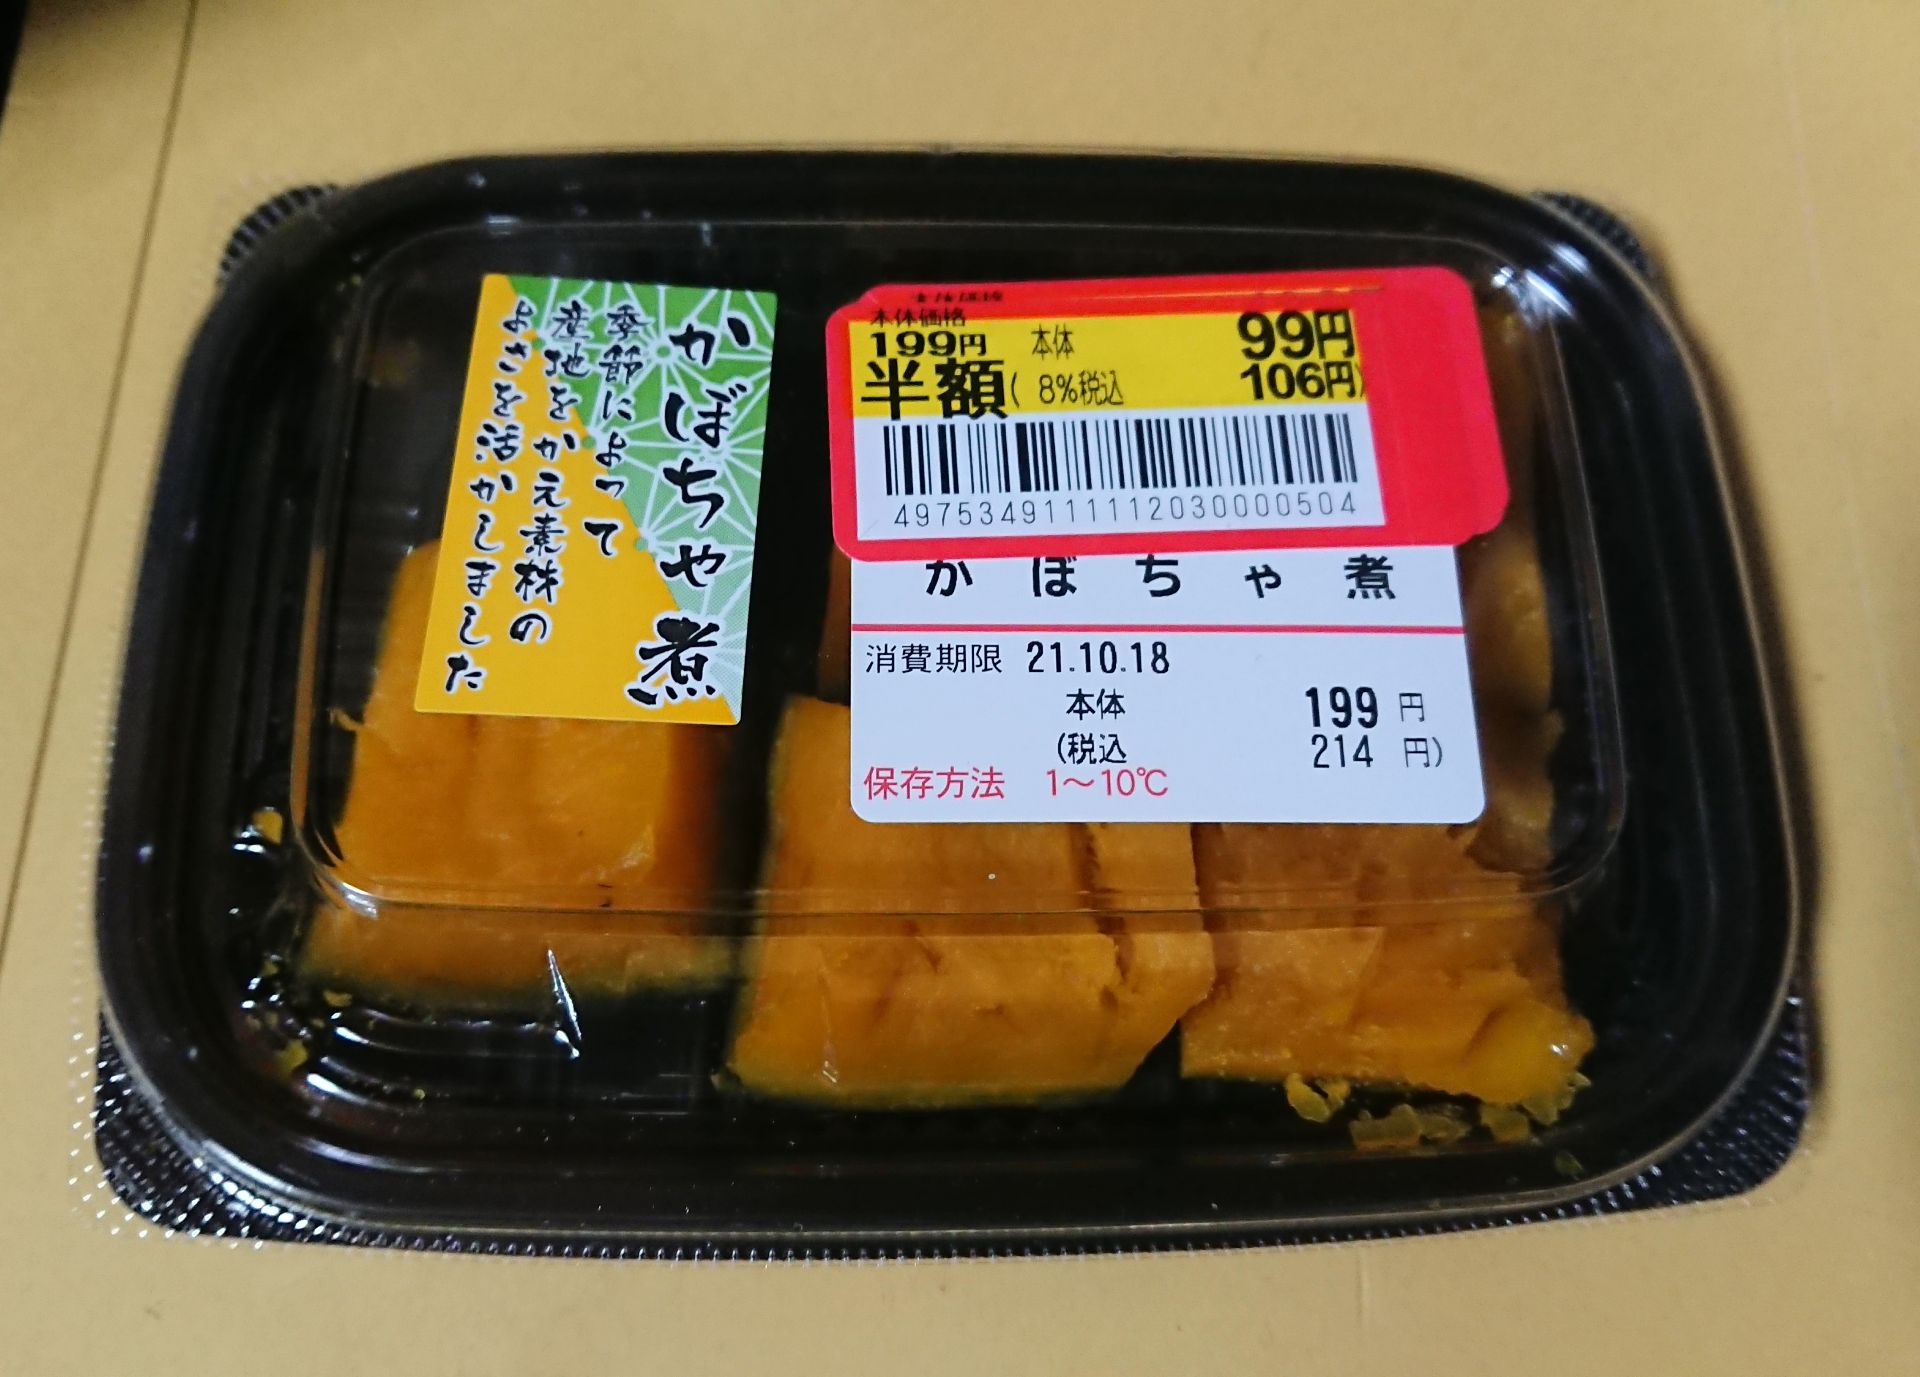 かぼちゃ煮
季節によって
産地をかえ素材の
よさを活かしました
本体価格
199円 本体 99円
半額( 8%税込 106円)
4975349111112030000504
かぼちゃ煮
消費期限 21.10.18
本体 199 円
(税込 214 円)
保存方法 1～10℃